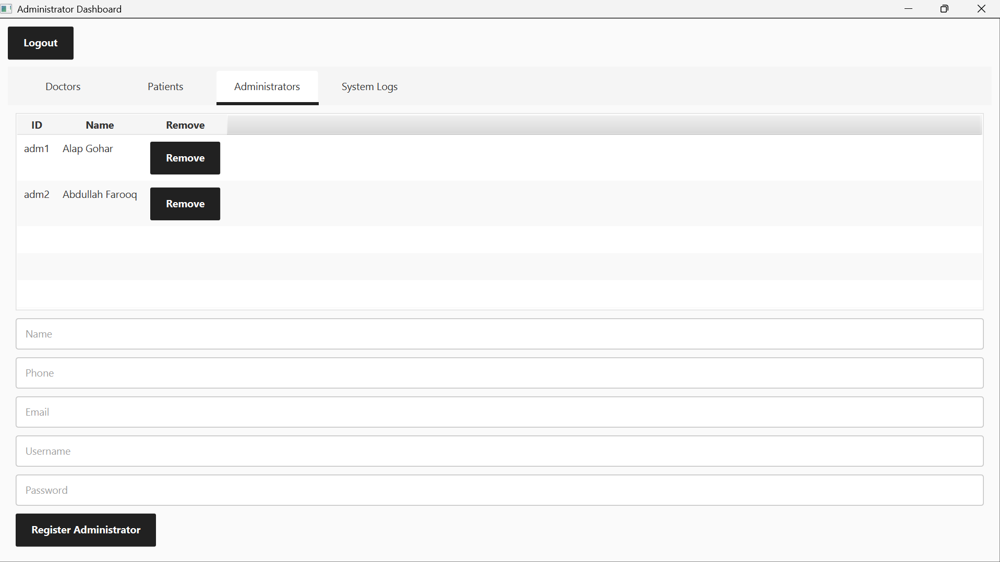 Administrator Dashboard
Logout
Doctors Patients Administrators System Logs
ID Name Remove
adm1 Alap Gohar Remove
adm2 Abdullah Farooq Remove
Name
Phone
Email
Username
Password
Register Administrator